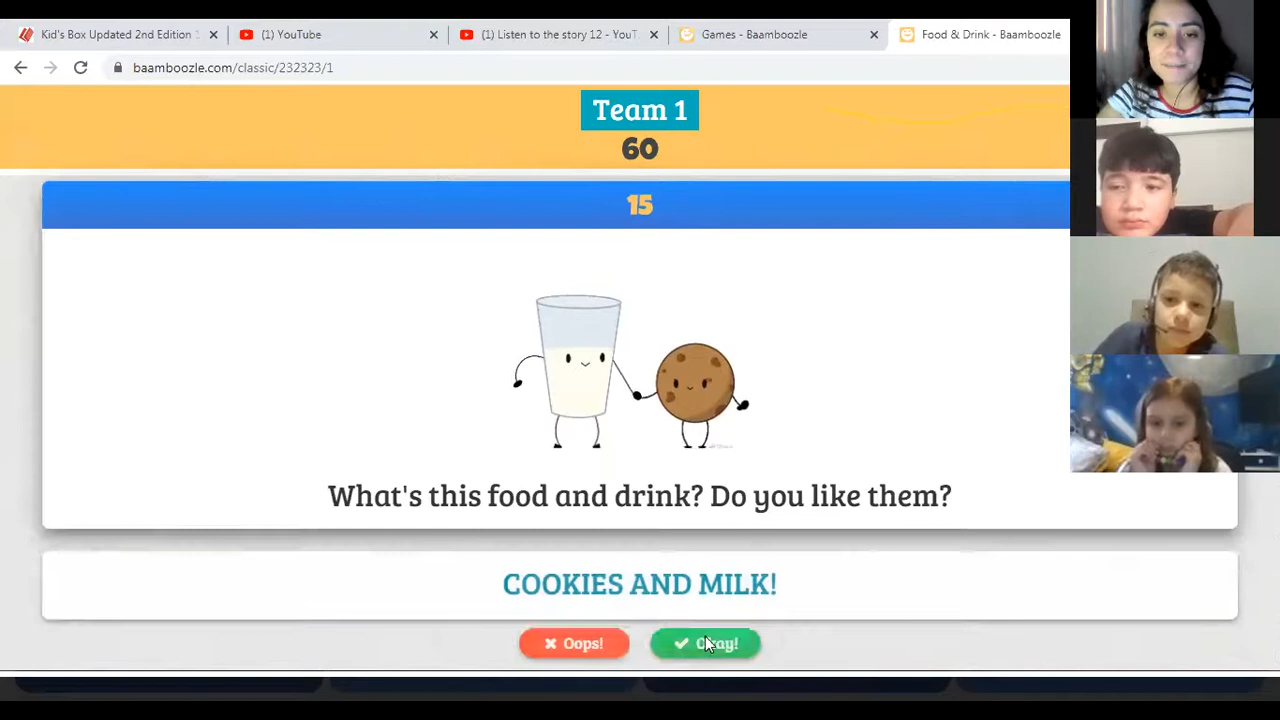 Kid's Box Updated 2nd Edition
(1) YouTube
(1) Listen to the story 12 - YouT
Games - Baamboozle
Food & Drink - Baamboozle
baamboozle.com/classic/232323/1
Team 1
60
15
What's this food and drink? Do you like them?
COOKIES AND MILK!
Oops!
Okay!